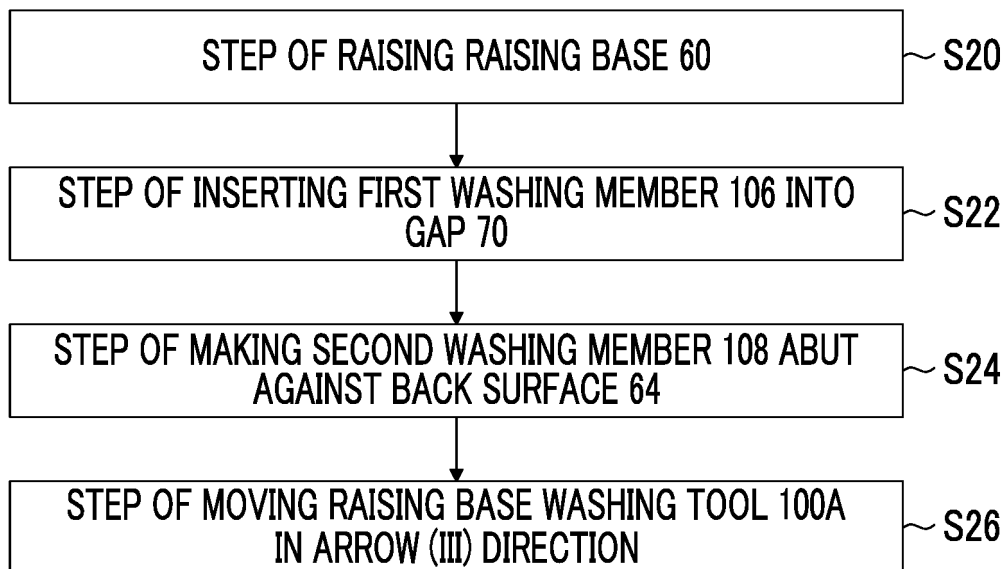 STEP OF RAISING RAISING BASE 60
S20
STEP OF INSERTING FIRST WASHING MEMBER 106 INTO
GAP 70
S22
STEP OF MAKING SECOND WASHING MEMBER 108 ABUT
AGAINST BACK SURFACE 64
S24
STEP OF MOVING RAISING BASE WASHING TOOL 100A
IN ARROW (III) DIRECTION
S26